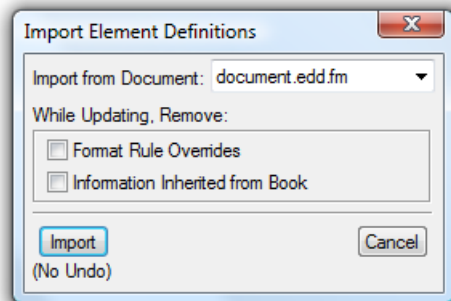 Import Element Definitions
Import from Document: document.edd.fm
While Updating, Remove:
Format Rule Overrides
Information Inherited from Book
Import Cancel
(No Undo)